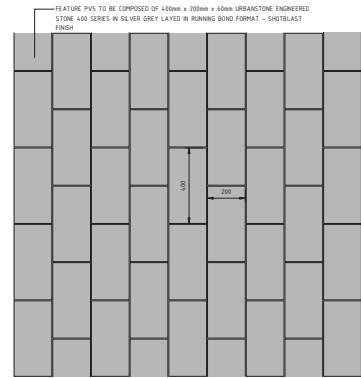 FEATURE PV5 TO BE COMPOSED OF 400mm x 200mm x 60mm URBANSTONE ENGINEERED
STONE 400 SERIES IN SILVER GREY LAYED IN RUNNING BOND FORMAT - SHOTBLAST
FINISH
400
200